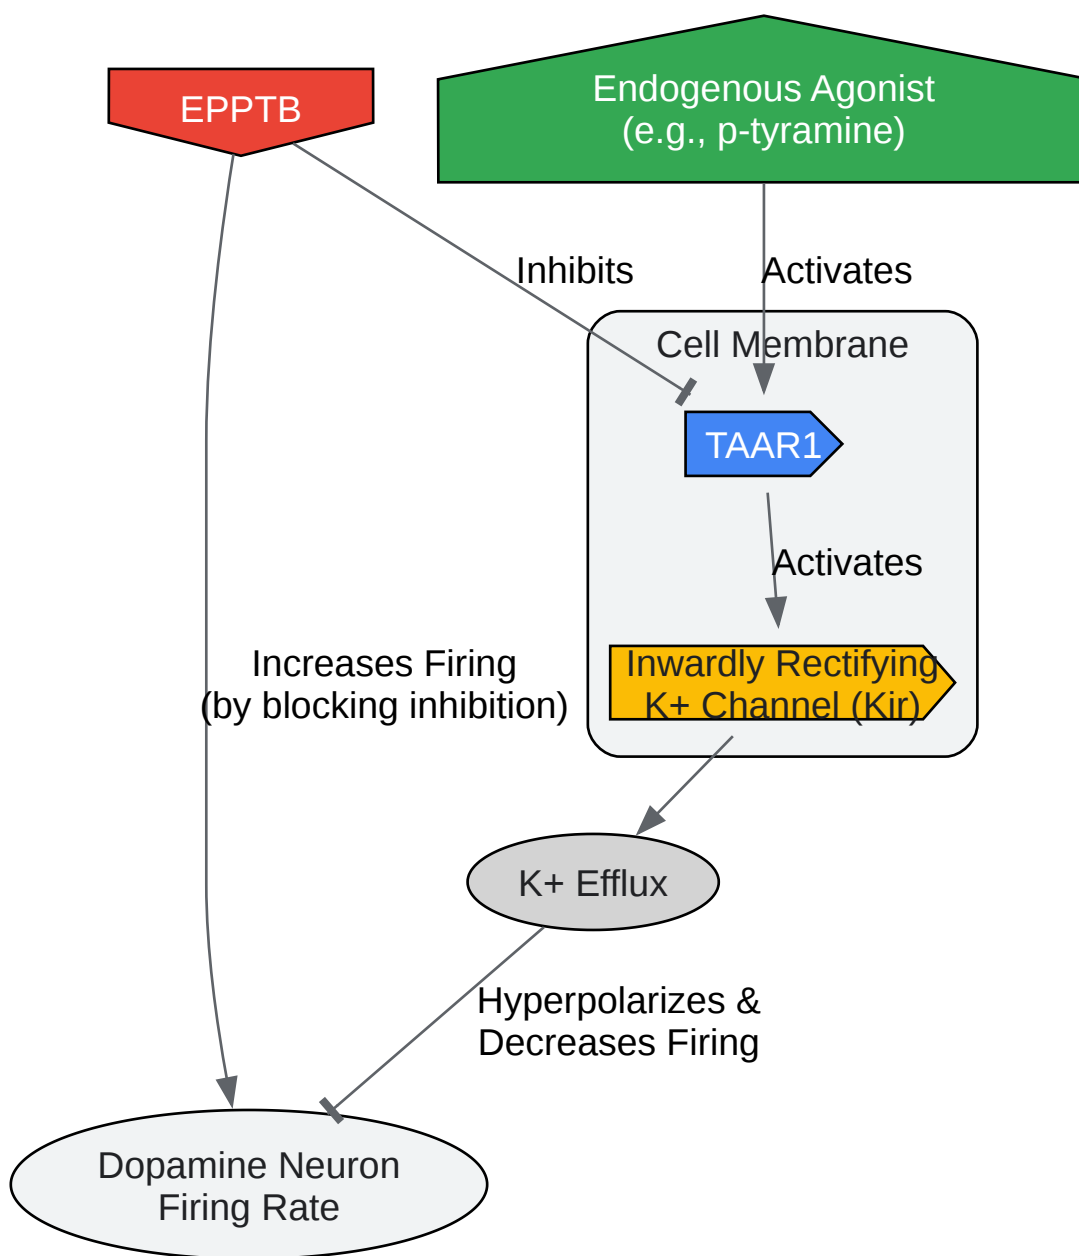 EPPTB
Endogenous Agonist
(e.g., p-tyramine)
Inhibits
Activates
Cell Membrane
TAAR1
Activates
Inwardly Rectifying
K+ Channel (Kir)
Increases Firing
(by blocking inhibition)
K+ Efflux
Hyperpolarizes &
Decreases Firing
Dopamine Neuron
Firing Rate